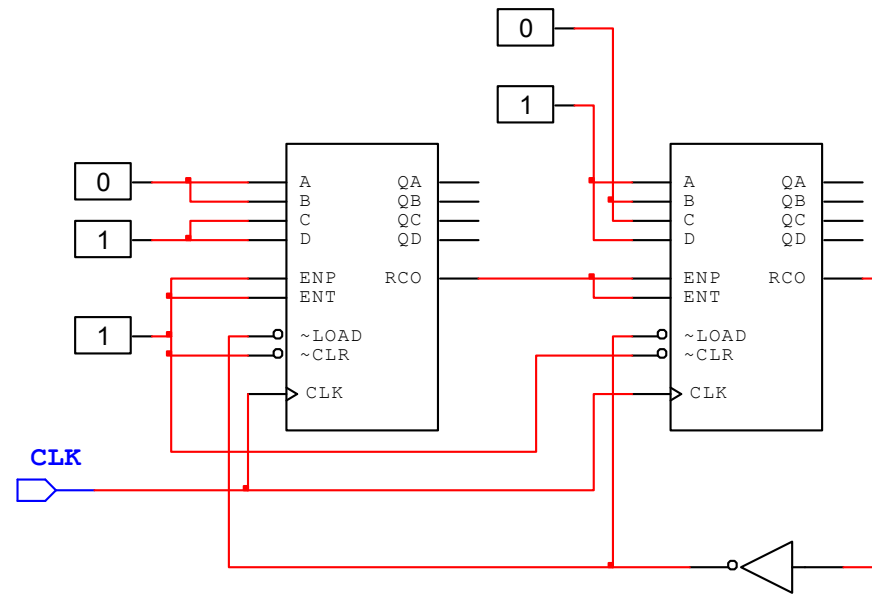 0
1
0
1
1
A
B
C
D
ENP
ENT
~LOAD
~CLR
CLK
QA
QB
QC
QD
RCO
A
B
C
D
ENP
ENT
~LOAD
~CLR
CLK
QA
QB
QC
QD
RCO
CLK